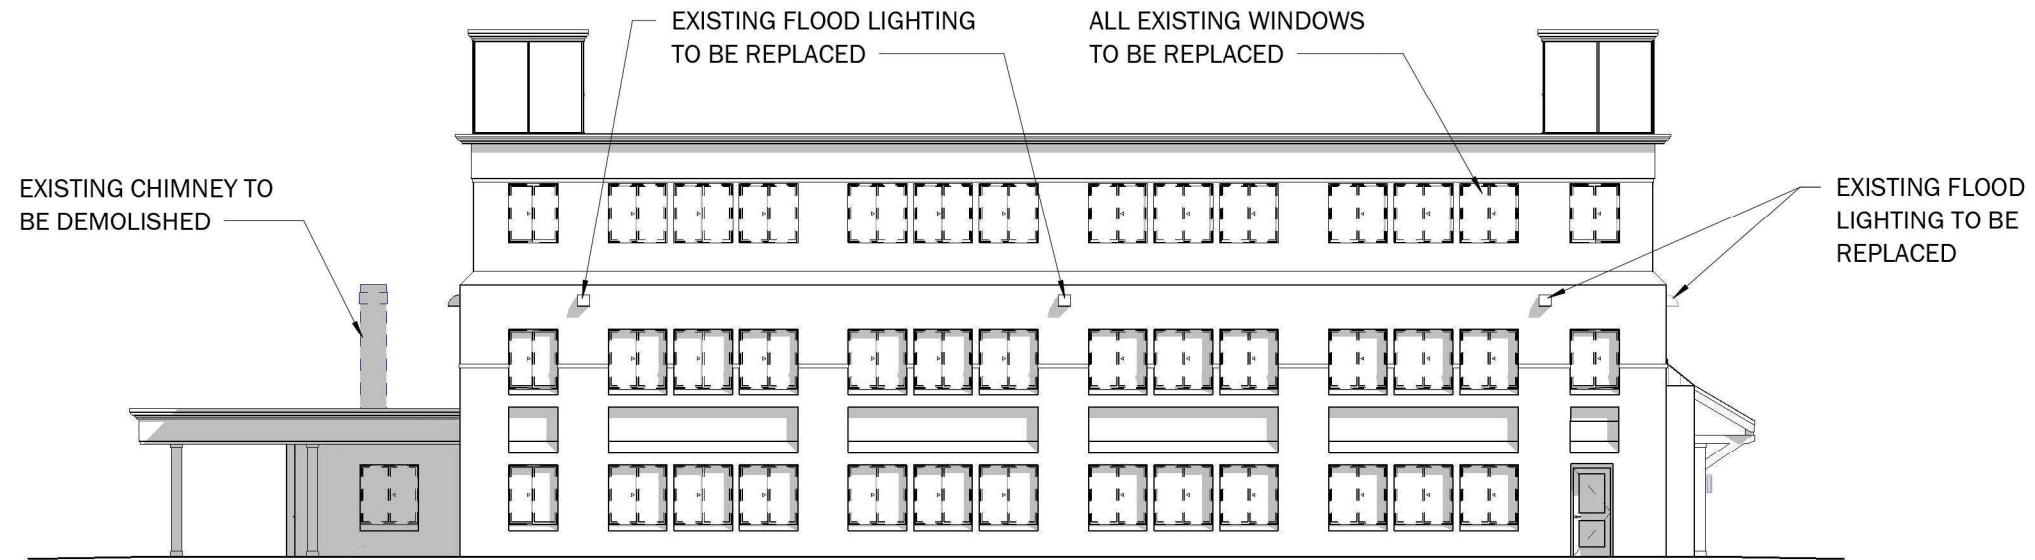 EXISTING FLOOD LIGHTING
TO BE REPLACED
ALL EXISTING WINDOWS
TO BE REPLACED
EXISTING CHIMNEY TO
BE DEMOLISHED
EXISTING FLOOD
LIGHTING TO BE
REPLACED